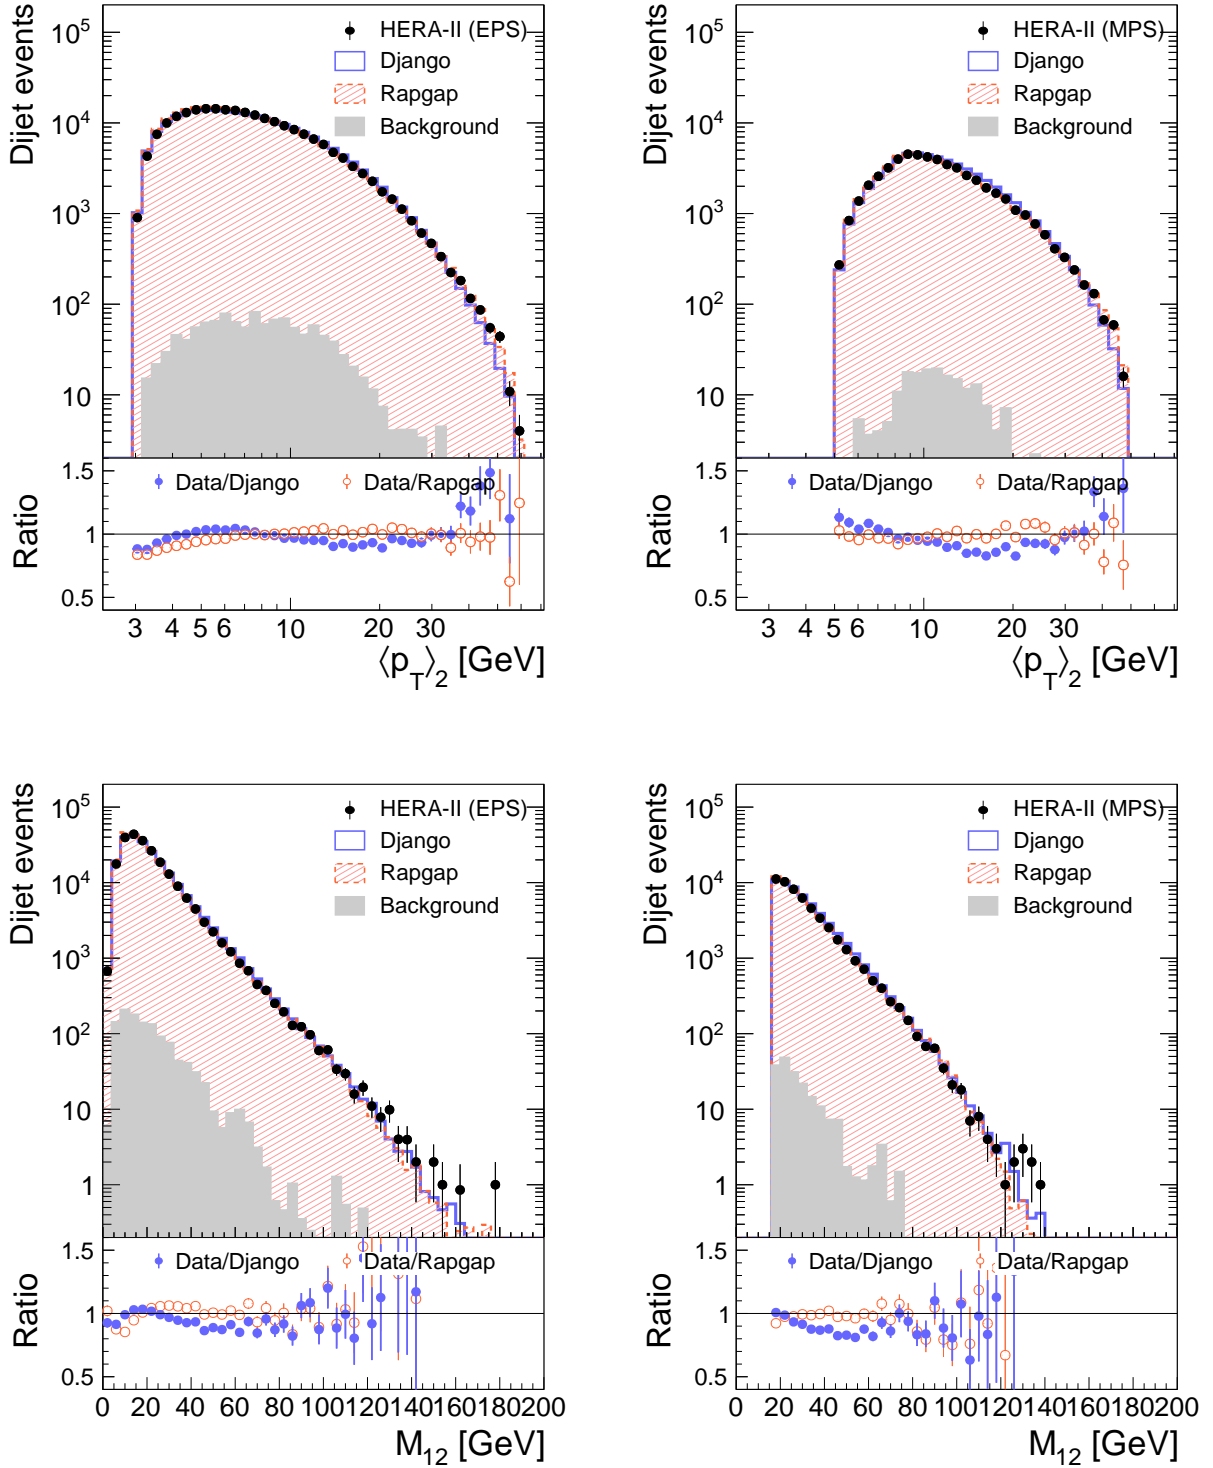 Dijet events
10^5
10^4
10^3
10^2
10
HERA-II (EPS)
Django
Rapgap
Background
Ratio
1.5
1
0.5
Data/Django
Data/Rapgap
3 4 5 6 10 20 30
⟨p_T⟩_2 [GeV]
Dijet events
10^5
10^4
10^3
10^2
10
HERA-II (MPS)
Django
Rapgap
Background
Ratio
1.5
1
0.5
Data/Django
Data/Rapgap
3 4 5 6 10 20 30
⟨p_T⟩_2 [GeV]
Dijet events
10^5
10^4
10^3
10^2
10
1
HERA-II (EPS)
Django
Rapgap
Background
Ratio
1.5
1
0.5
Data/Django
Data/Rapgap
0 20 40 60 80 100 120 140 160 180 200
M_12 [GeV]
Dijet events
10^5
10^4
10^3
10^2
10
1
HERA-II (MPS)
Django
Rapgap
Background
Ratio
1.5
1
0.5
Data/Django
Data/Rapgap
0 20 40 60 80 100 120 140 160 180 200
M_12 [GeV]